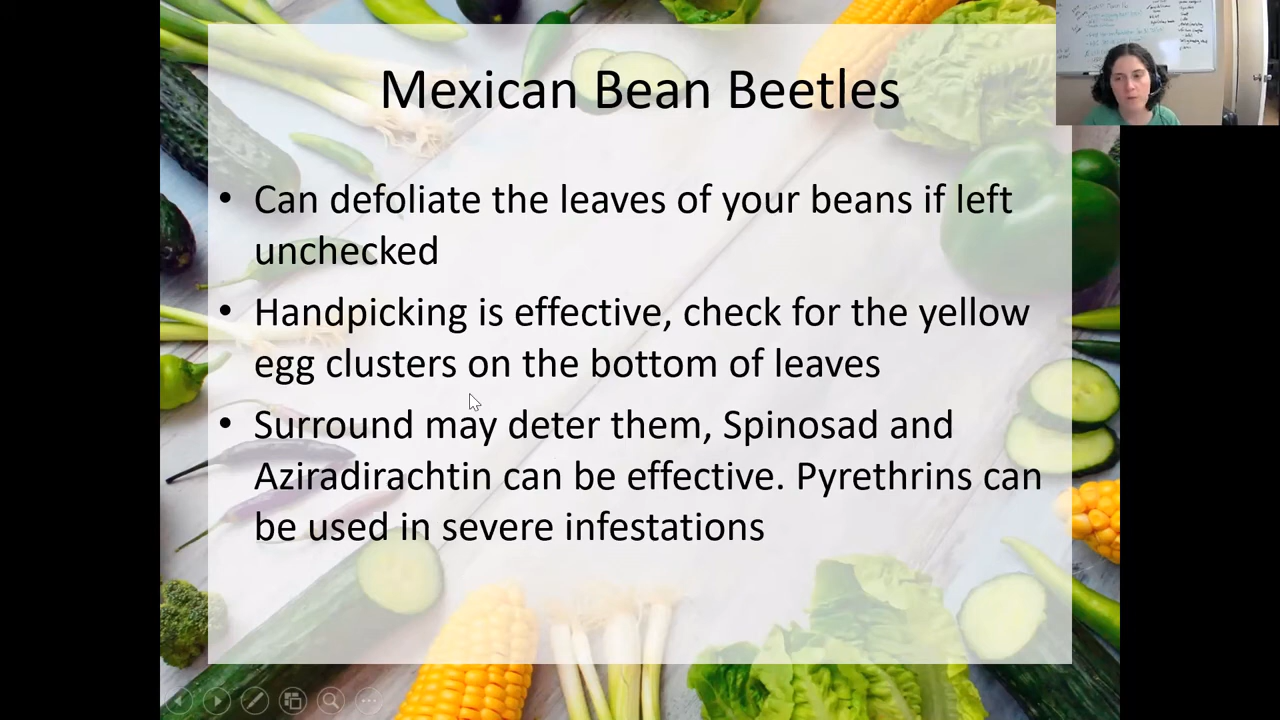 Mexican Bean Beetles
• Can defoliate the leaves of your beans if left
unchecked
• Handpicking is effective, check for the yellow
egg clusters on the bottom of leaves
• Surround may deter them, Spinosad and
Aziradirachtin can be effective. Pyrethrins can
be used in severe infestations